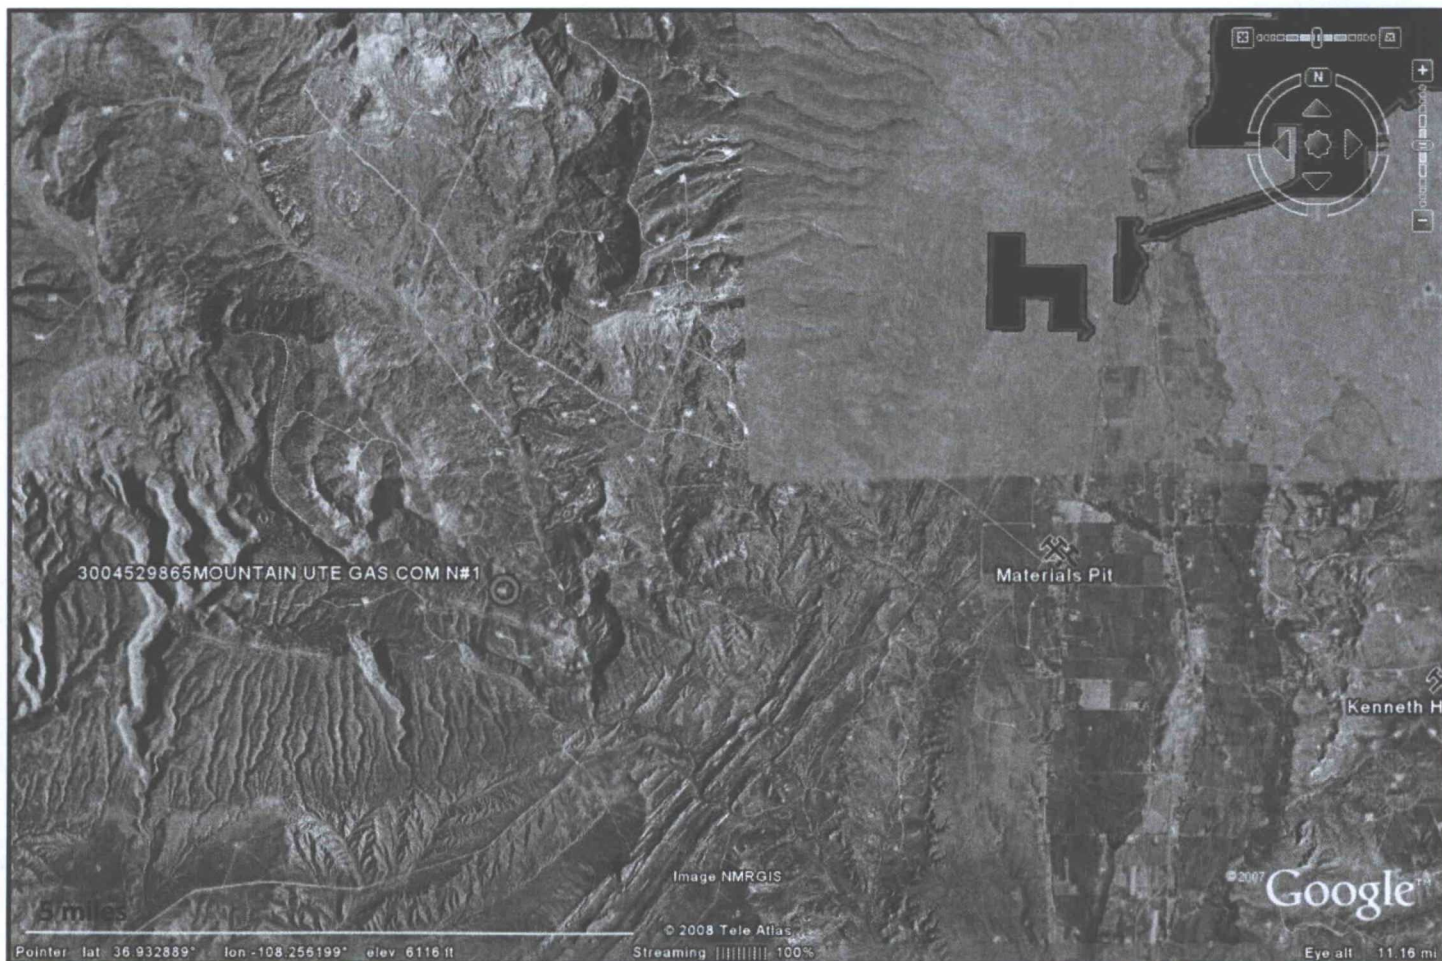 N
3004529865MOUNTAIN UTE GAS COM N#1
Materials Pit
Kenneth H
Image NMRGIS
©2007 Google™
5 miles
© 2008 Tele Atlas
Pointer lat 36.932889° lon -108.256199° elev 6116 ft Streaming |||||||||| 100% Eye alt 11.16 mi